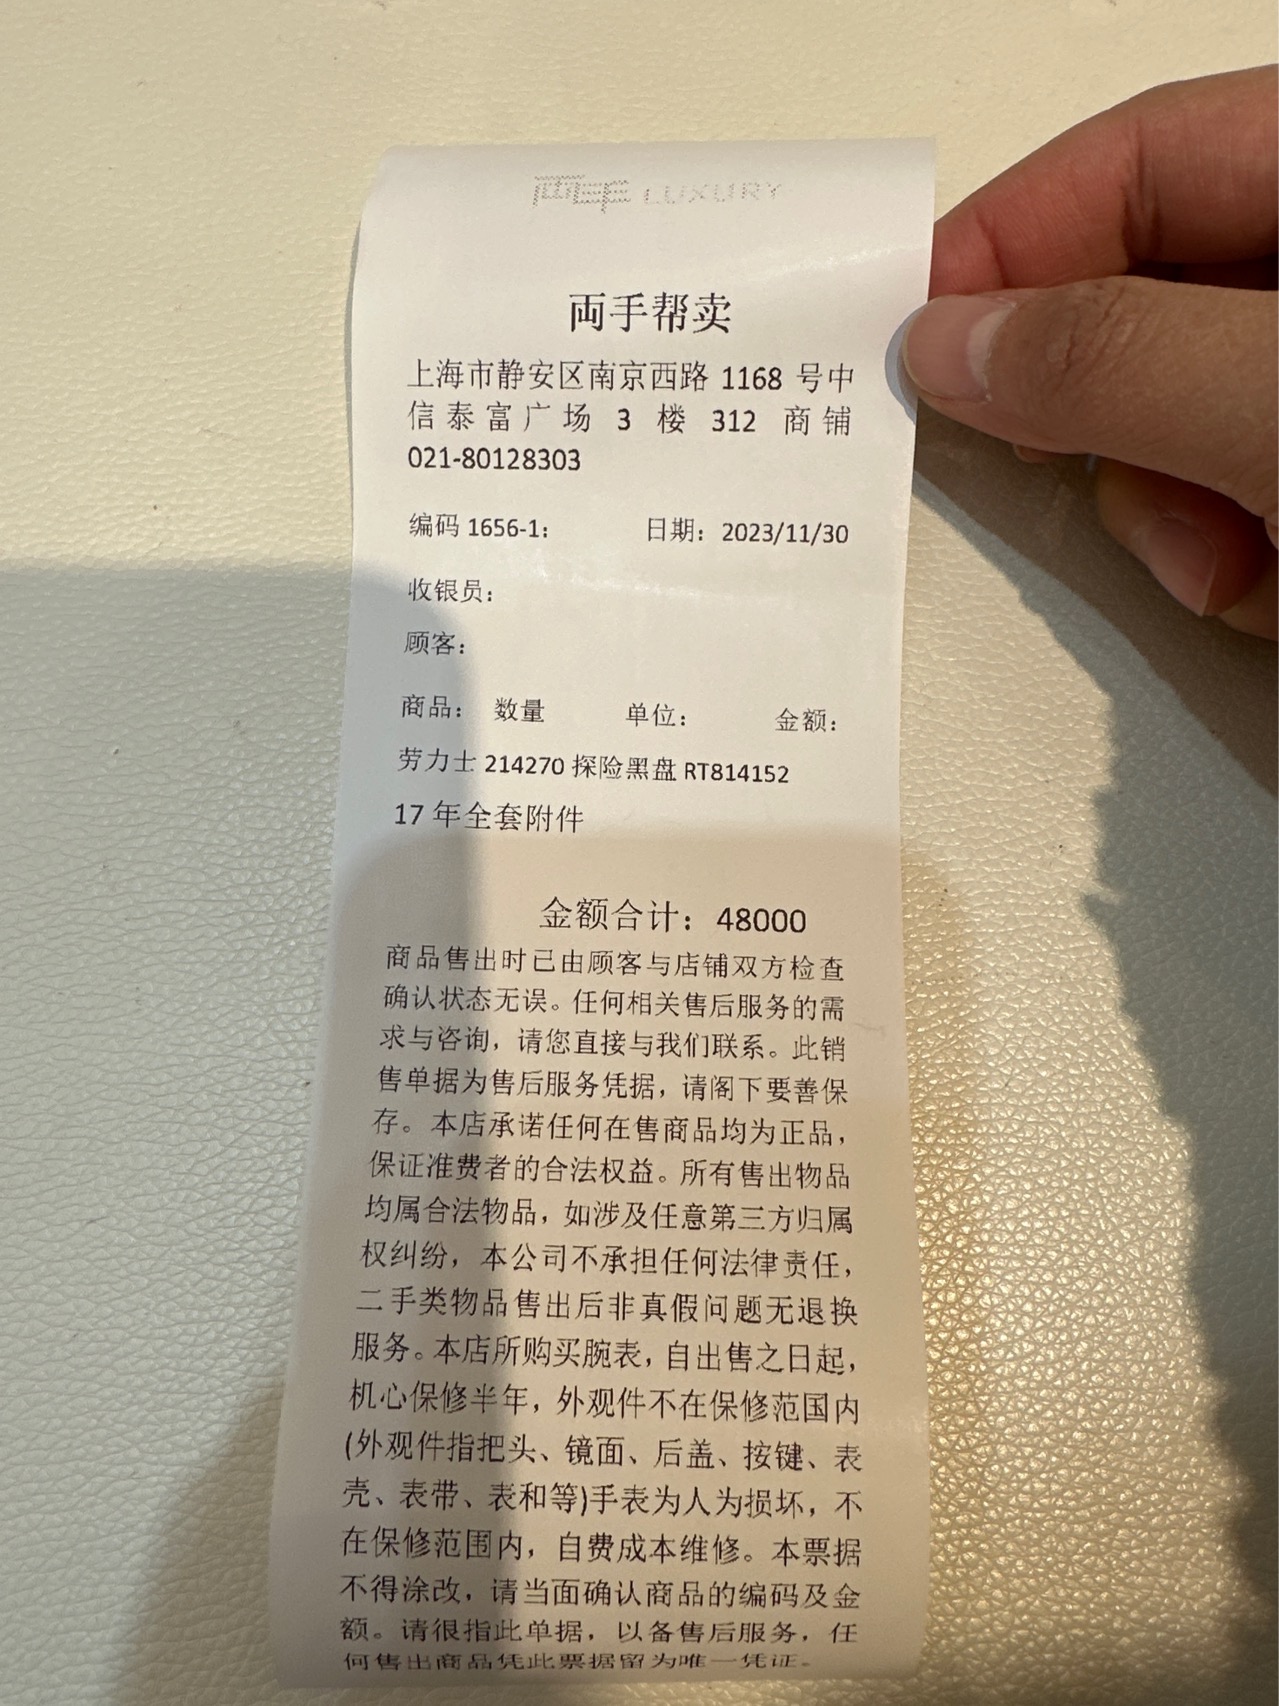 両手 LUXURY
両手帮卖
上海市静安区南京西路 1168 号中
信泰富广场 3 楼 312 商铺
021-80128303
编码 1656-1： 日期：2023/11/30
收银员：
顾客：
商品： 数量 单位： 金额：
劳力士 214270 探险黑盘 RT814152
17 年全套附件
金额合计：48000
商品售出时已由顾客与店铺双方检查
确认状态无误。任何相关售后服务的需
求与咨询，请您直接与我们联系。此销
售单据为售后服务凭据，请阁下要善保
存。本店承诺任何在售商品均为正品，
保证准费者的合法权益。所有售出物品
均属合法物品，如涉及任意第三方归属
权纠纷，本公司不承担任何法律责任，
二手类物品售出后非真假问题无退换
服务。本店所购买腕表，自出售之日起，
机心保修半年，外观件不在保修范国内
(外观件指把头、镜面、后盖、按键、表
壳、表带、表和等)手表为人为损坏，不
在保修范围内，自费成本维修。本票据
不得涂改，请当面确认商品的编码及金
额。请很指此单据，以备售后服务，任
何售出商品凭此票据留为唯一凭证。